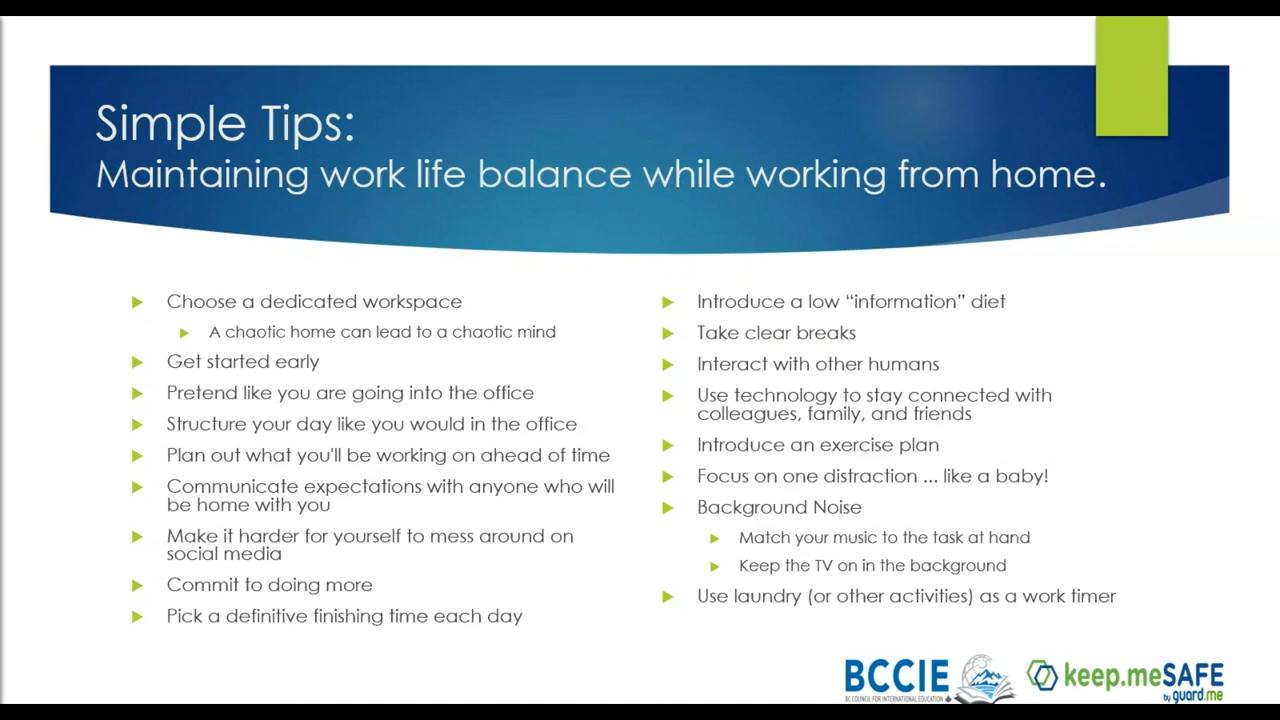 Simple Tips:
Maintaining work life balance while working from home.
Choose a dedicated workspace
A chaotic home can lead to a chaotic mind
Get started early
Pretend like you are going into the office
Structure your day like you would in the office
Plan out what you'll be working on ahead of time
Communicate expectations with anyone who will
be home with you
Make it harder for yourself to mess around on
social media
Commit to doing more
Pick a definitive finishing time each day
Introduce a low “information” diet
Take clear breaks
Interact with other humans
Use technology to stay connected with
colleagues, family, and friends
Introduce an exercise plan
Focus on one distraction ... like a baby!
Background Noise
Match your music to the task at hand
Keep the TV on in the background
Use laundry (or other activities) as a work timer
BCCIE
BC COUNCIL FOR INTERNATIONAL EDUCATION
keep.meSAFE
by guard.me